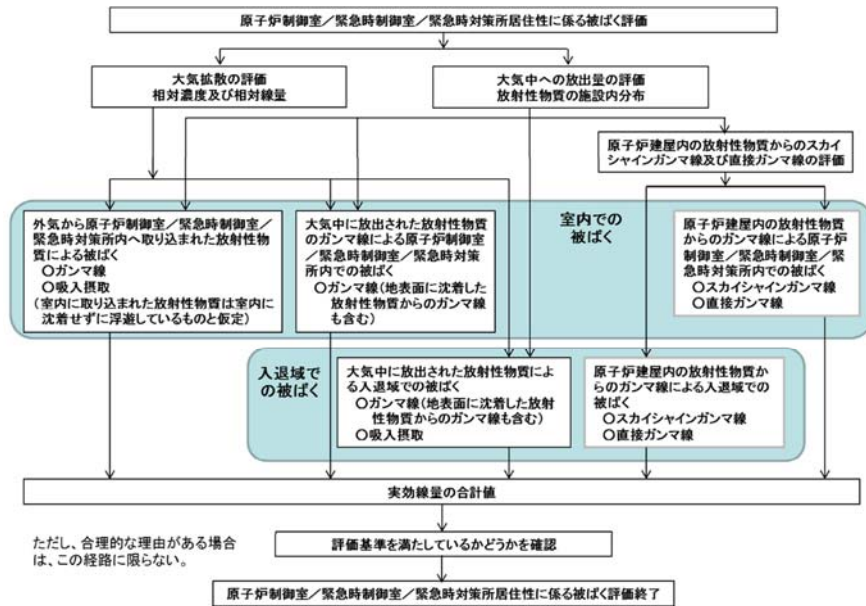 原子炉制御室／緊急時制御室／緊急時対策所居住性に係る被ばく評価
大気拡散の評価
相対濃度及び相対線量
大気中への放出量の評価
放射性物質の施設内分布
原子炉建屋内の放射性物質からのスカイ
シャインガンマ線及び直接ガンマ線の評価
室内での
被ばく
外気から原子炉制御室／緊急時制御室／
緊急時対策所内へ取り込まれた放射性物
質による被ばく
○ガンマ線
○吸入摂取
（室内に取り込まれた放射性物質は室内に
沈着せずに浮遊しているものと仮定）
大気中に放出された放射性物質
のガンマ線による原子炉制御室
／緊急時制御室／緊急時対策
所内での被ばく
○ガンマ線（地表面に沈着した
放射性物質からのガンマ線
も含む）
原子炉建屋内の放射性物質
からのガンマ線による原子炉
制御室／緊急時制御室／緊
急時対策所内での被ばく
○スカイシャインガンマ線
○直接ガンマ線
入退域で
の被ばく
大気中に放出された放射性物質によ
る入退域での被ばく
○ガンマ線（地表面に沈着した放射
性物質からのガンマ線も含む）
○吸入摂取
原子炉建屋内の放射性物質か
らのガンマ線による入退域での
被ばく
○スカイシャインガンマ線
○直接ガンマ線
実効線量の合計値
ただし、合理的な理由がある場合
は、この経路に限らない。
評価基準を満たしているかどうかを確認
原子炉制御室／緊急時制御室／緊急時対策所居住性に係る被ばく評価終了